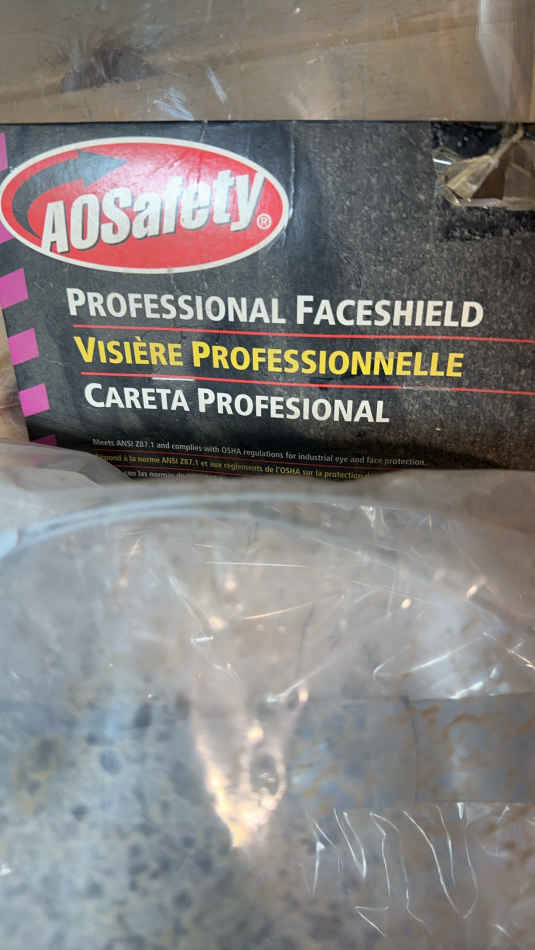 AOSafety®
PROFESSIONAL FACESHIELD
VISIÈRE PROFESSIONNELLE
CARETA PROFESIONAL
Meets ANSI Z87.1 and complies with OSHA regulations for industrial eye and face protection.
à la norme ANSI Z87.1 et aux règlements de l'OSHA sur la protection
las